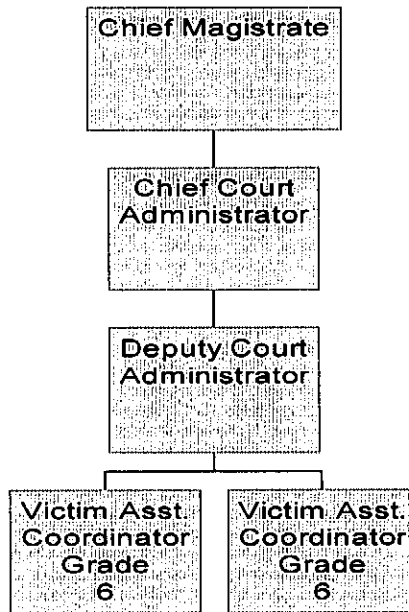 Chief Magistrate
Chief Court
Administrator
Deputy Court
Administrator
Victim Asst.
Coordinator
Grade
6
Victim Asst.
Coordinator
Grade
6